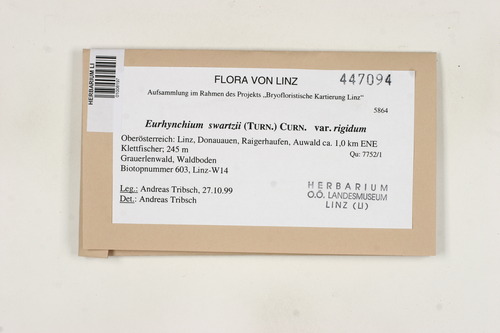 HERBARIUM LI
FLORA VON LINZ
447094
Aufsammlung im Rahmen des Projekts „Bryofloristische Kartierung Linz"
5864
Eurhynchium swartzii (TURN.) CURN. var. rigidum
Oberösterreich: Linz, Donauauen, Raigerhaufen, Auwald ca. 1,0 km ENE
Klettfischer; 245 m
Qu: 7752/1
Grauerlenwald, Waldboden
Biotopnummer 603, Linz-W14
Leg.: Andreas Tribsch, 27.10.99
Det.: Andreas Tribsch
HERBARIUM
O.Ö. LANDESMUSEUM
LINZ (LI)